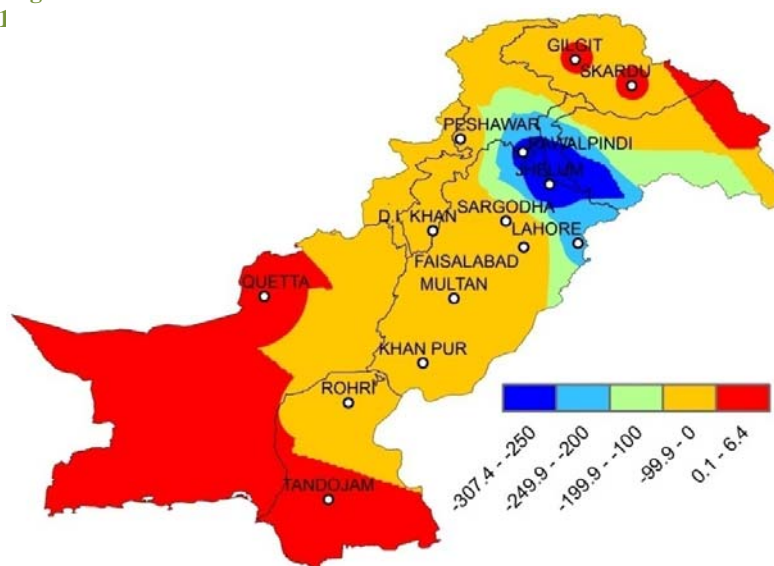 1
GILGIT
SKARDU
PESHAWAR
RAWALPINDI
JHELUM
SARGODHA
D.I. KHAN
LAHORE
FAISALABAD
QUETTA
MULTAN
KHAN PUR
ROHRI
TANDOJAM
-307.4 - -250
-249.9 - -200
-199.9 - -100
-99.9 - 0
0.1 - 6.4